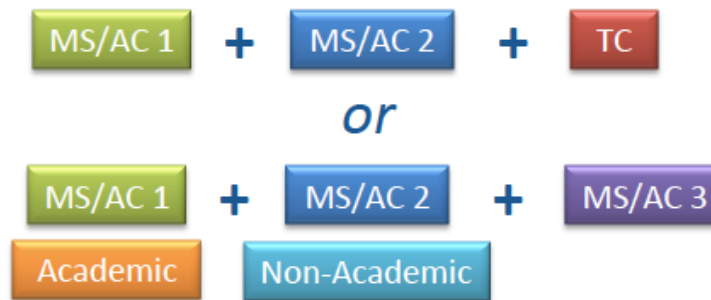 MS/AC 1 + MS/AC 2 + TC
or
MS/AC 1 + MS/AC 2 + MS/AC 3
Academic Non-Academic